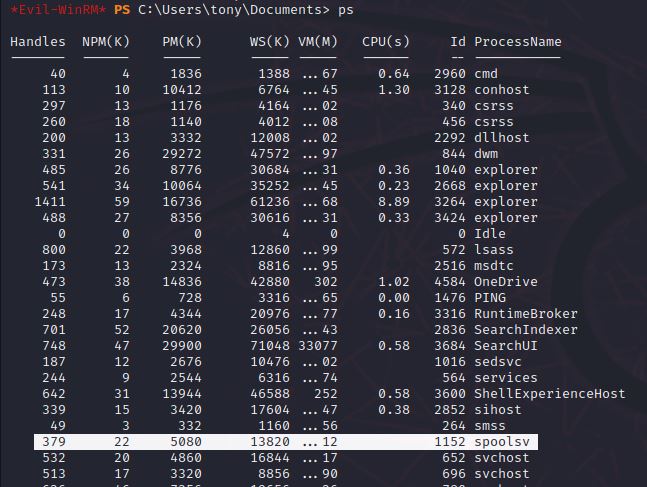 *Evil-WinRM* PS C:\Users\tony\Documents> ps
Handles NPM(K) PM(K) WS(K) VM(M) CPU(s) Id ProcessName
------- ------ ----- ----- ----- ------ -- -----------
40 4 1836 1388 ...67 0.64 2960 cmd
113 10 10412 6764 ...45 1.30 3128 conhost
297 13 1176 4164 ...02 340 csrss
260 18 1140 4012 ...08 456 csrss
200 13 3332 12008 ...02 2292 dllhost
331 26 29272 47572 ...97 844 dwm
485 26 8776 30684 ...31 0.36 1040 explorer
541 34 10064 35252 ...45 0.23 2668 explorer
1411 59 16736 61236 ...68 8.89 3264 explorer
488 27 8356 30616 ...31 0.33 3424 explorer
0 0 0 4 0 0 Idle
800 22 3968 12860 ...99 572 lsass
173 13 2324 8816 ...95 2516 msdtc
473 38 14836 42880 302 1.02 4584 OneDrive
55 6 728 3316 ...65 0.00 1476 PING
248 17 4344 20976 ...77 0.16 3316 RuntimeBroker
701 52 20620 26056 ...43 2836 SearchIndexer
748 47 29900 71048 33077 0.58 3684 SearchUI
187 12 2676 10476 ...02 1016 sedsvc
244 9 2544 6316 ...74 564 services
642 31 13944 46588 252 0.58 3600 ShellExperienceHost
339 15 3420 17604 ...47 0.38 2852 sihost
49 3 332 1160 ...56 264 smss
379 22 5080 13820 ...12 1152 spoolsv
532 20 4860 16844 ...17 652 svchost
513 17 3320 8856 ...90 696 svchost